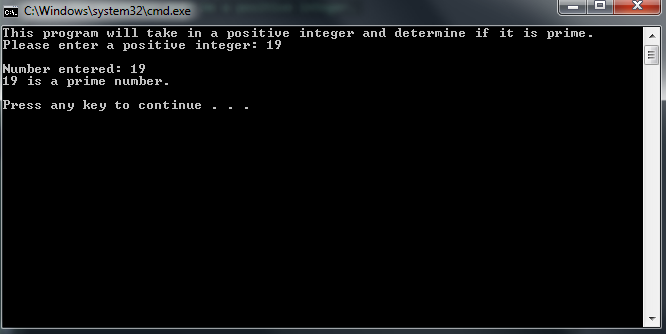 C:\Windows\system32\cmd.exe
This program will take in a positive integer and determine if it is prime.
Please enter a positive integer: 19
Number entered: 19
19 is a prime number.
Press any key to continue . . .